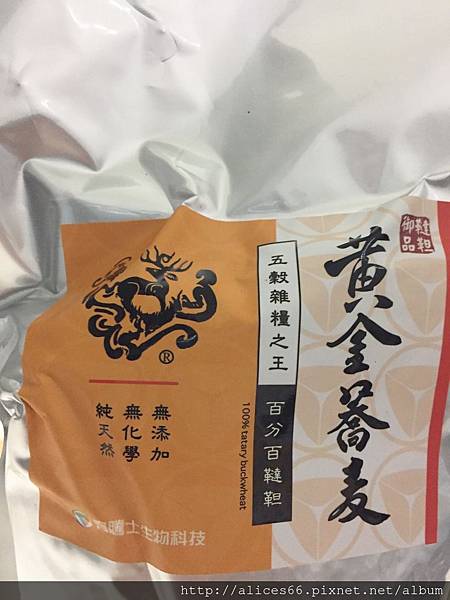 韃靼
御品
黃金蕎麦
五穀雜糧之王
百分百韃靼
100% tatary buckwheat
®
無添加
無化學
純天然
士生物科技
http://alices66.pixnet.net/album